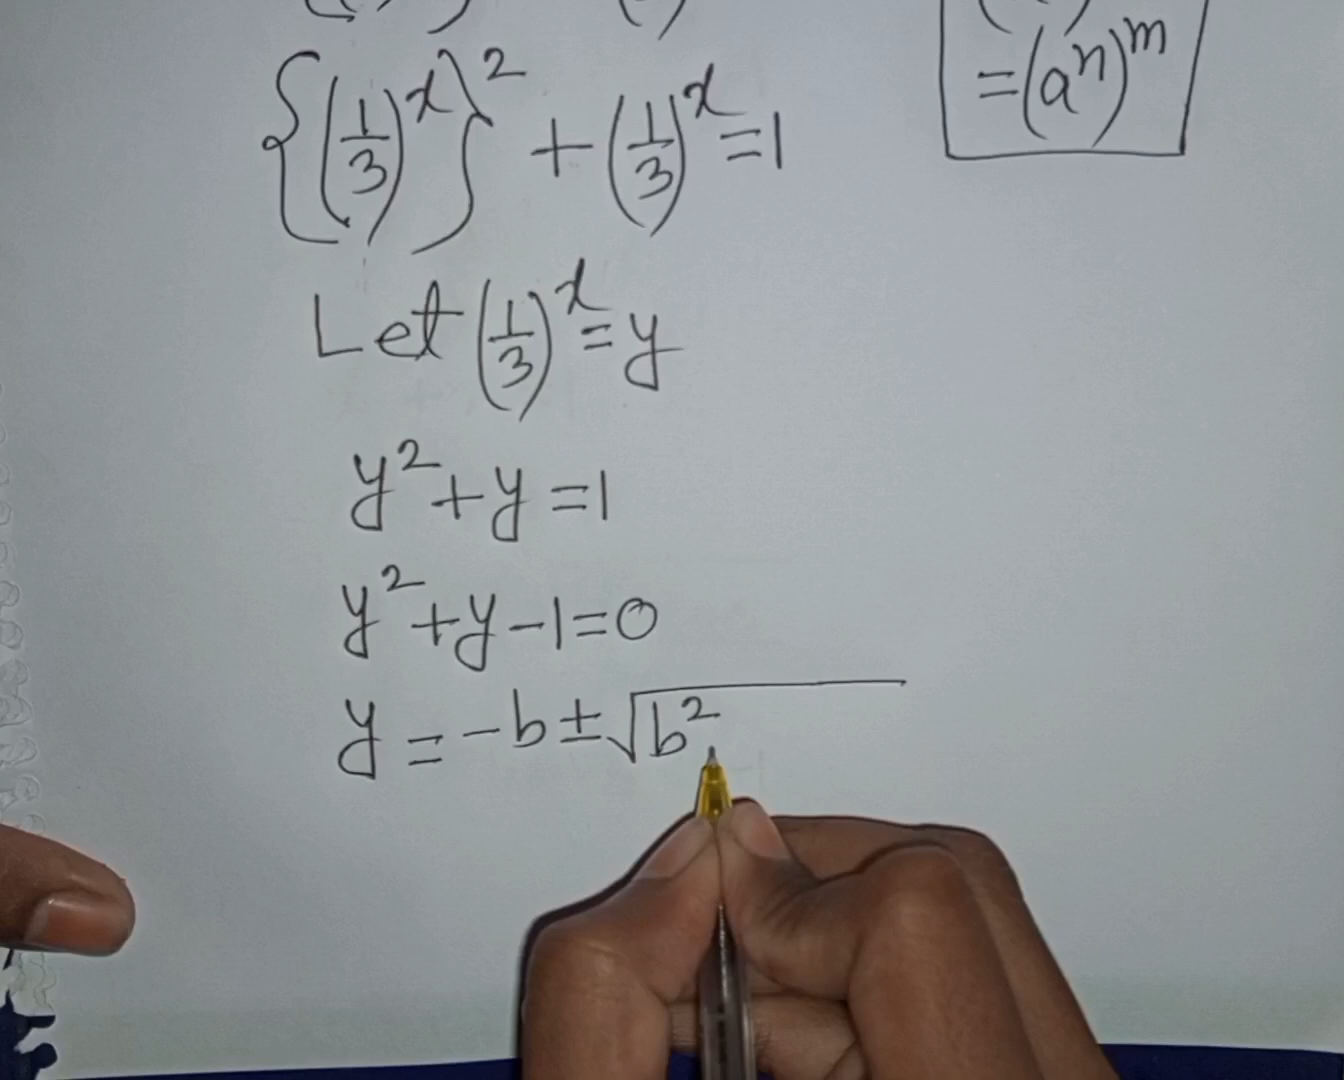 {(1/3)^x}^2 + (1/3)^x = 1
= (a^n)^m
Let (1/3)^x = y
y^2 + y = 1
y^2 + y - 1 = 0
y = -b ± √b^2